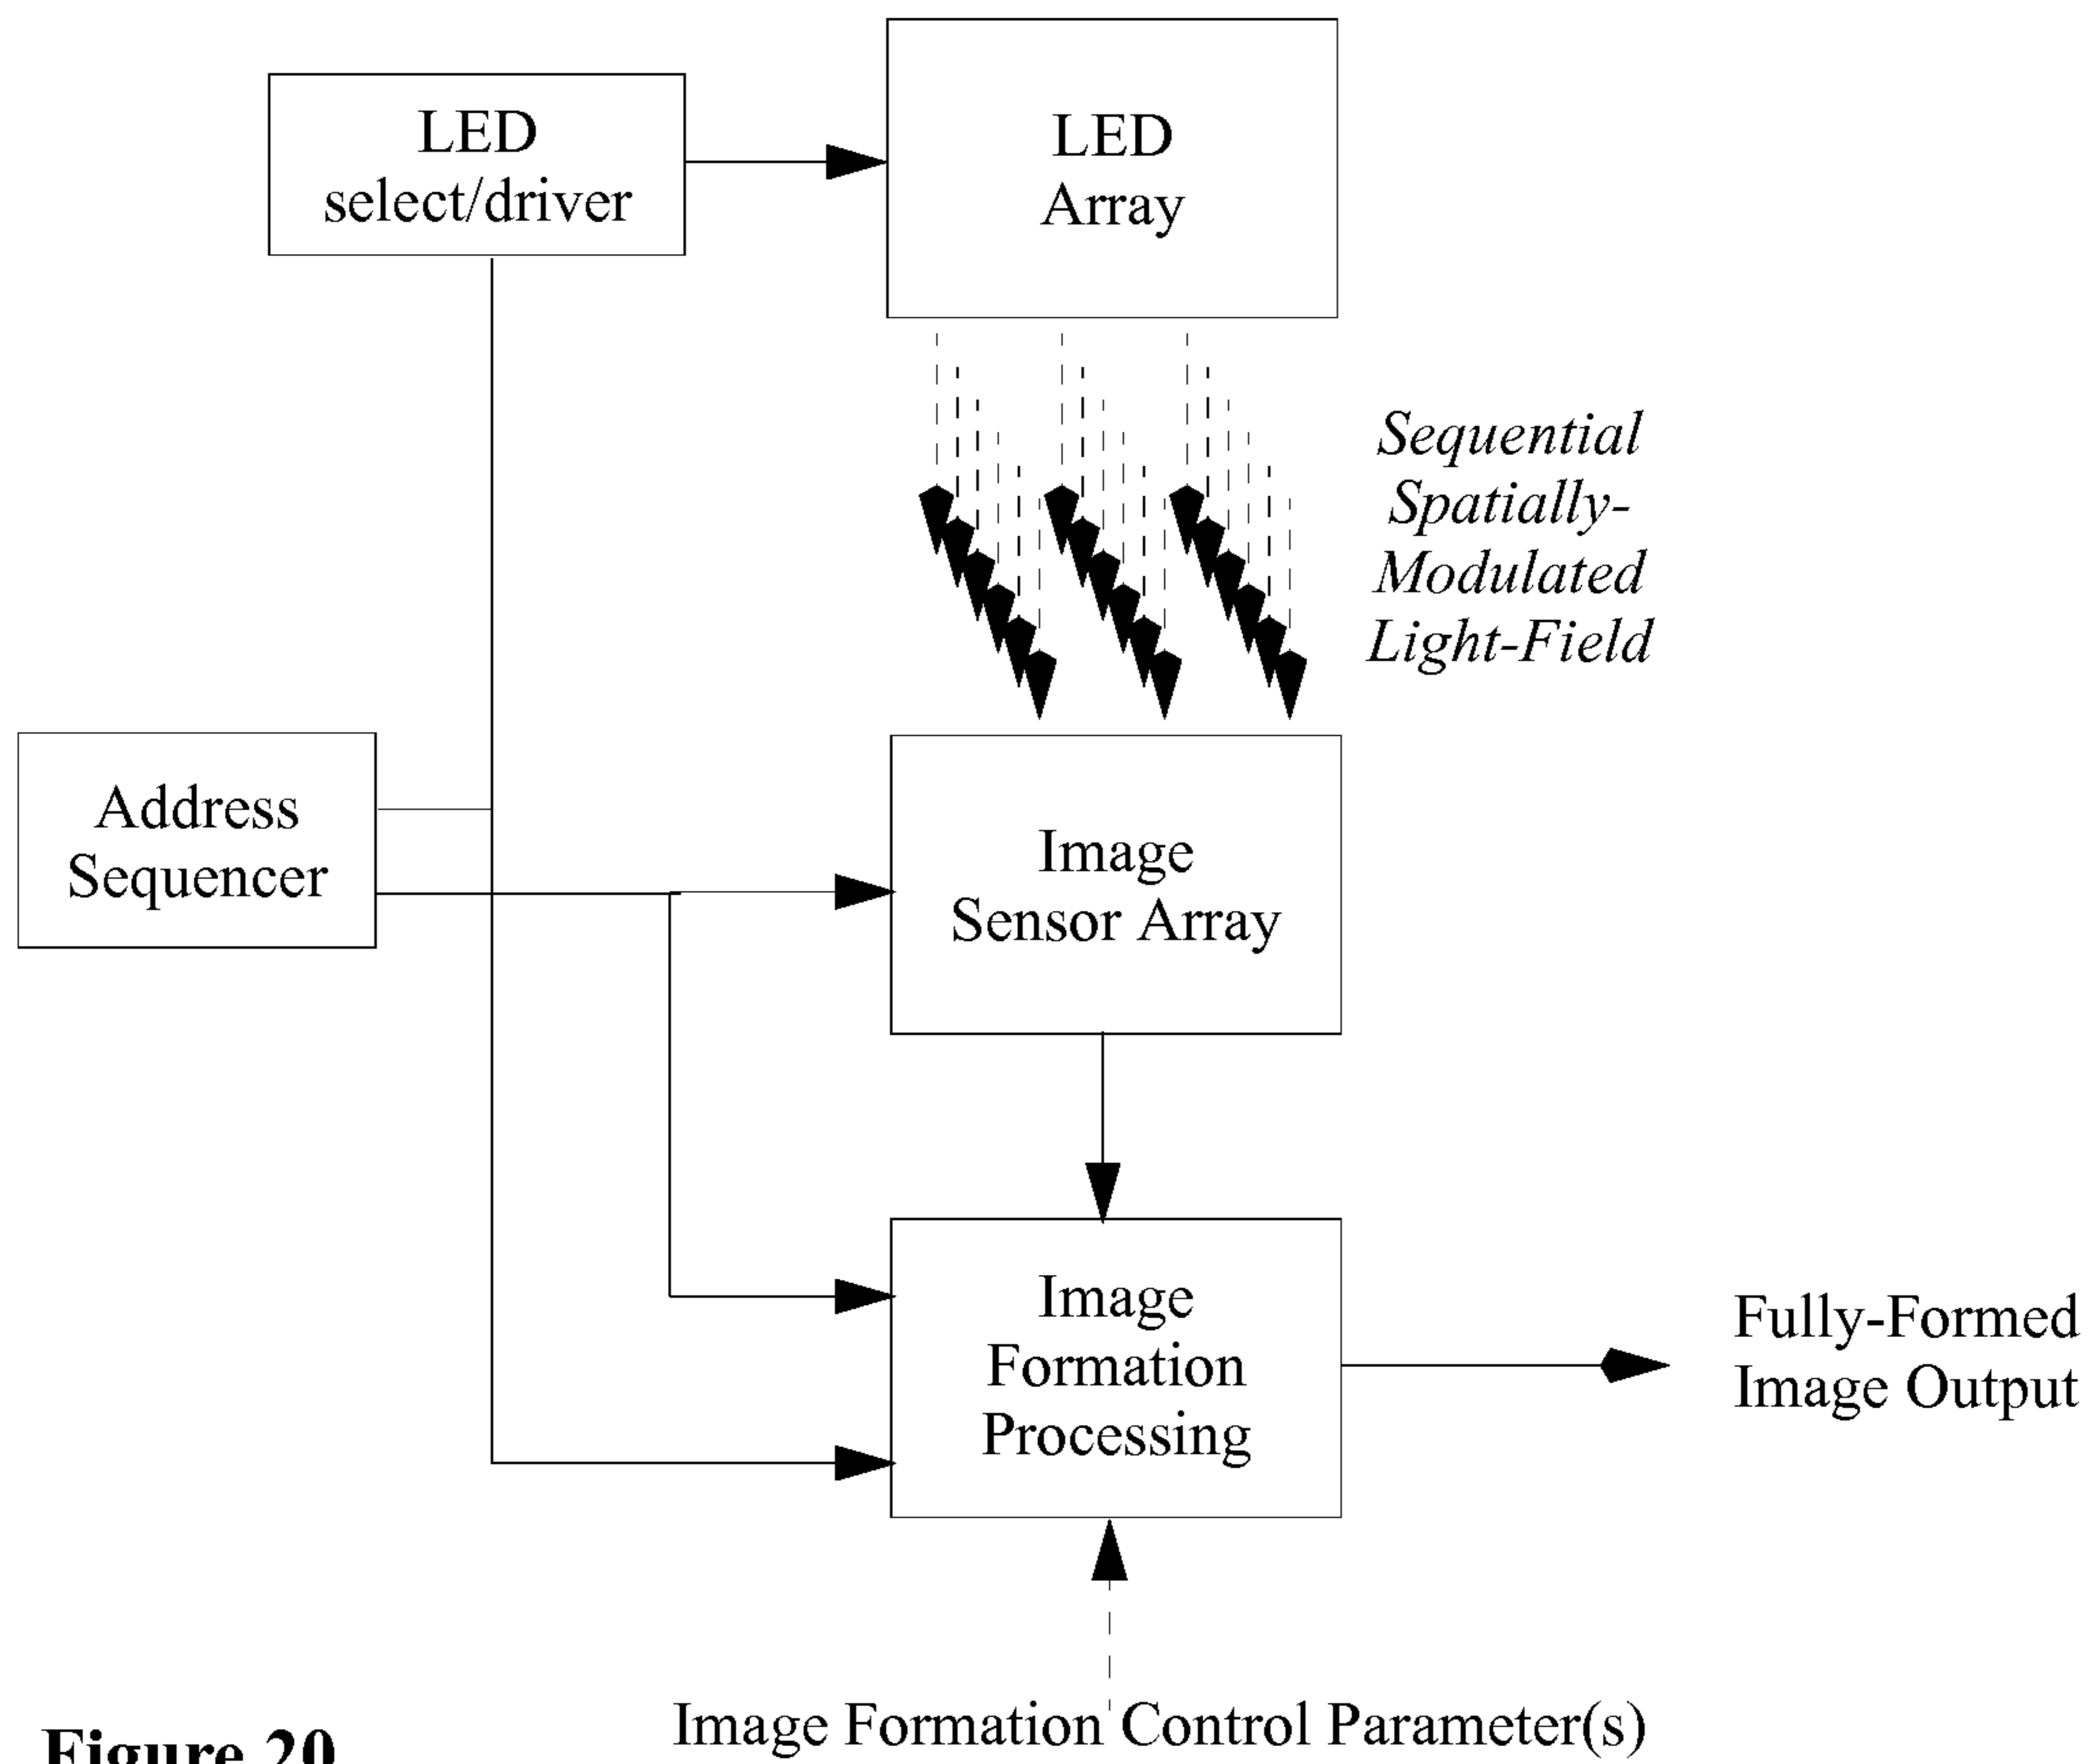 LED
select/driver
LED
Array
Sequential
Spatially-
Modulated
Light-Field
Address
Sequencer
Image
Sensor Array
Image
Formation
Processing
Fully-Formed
Image Output
Image Formation Control Parameter(s)
Figure 20